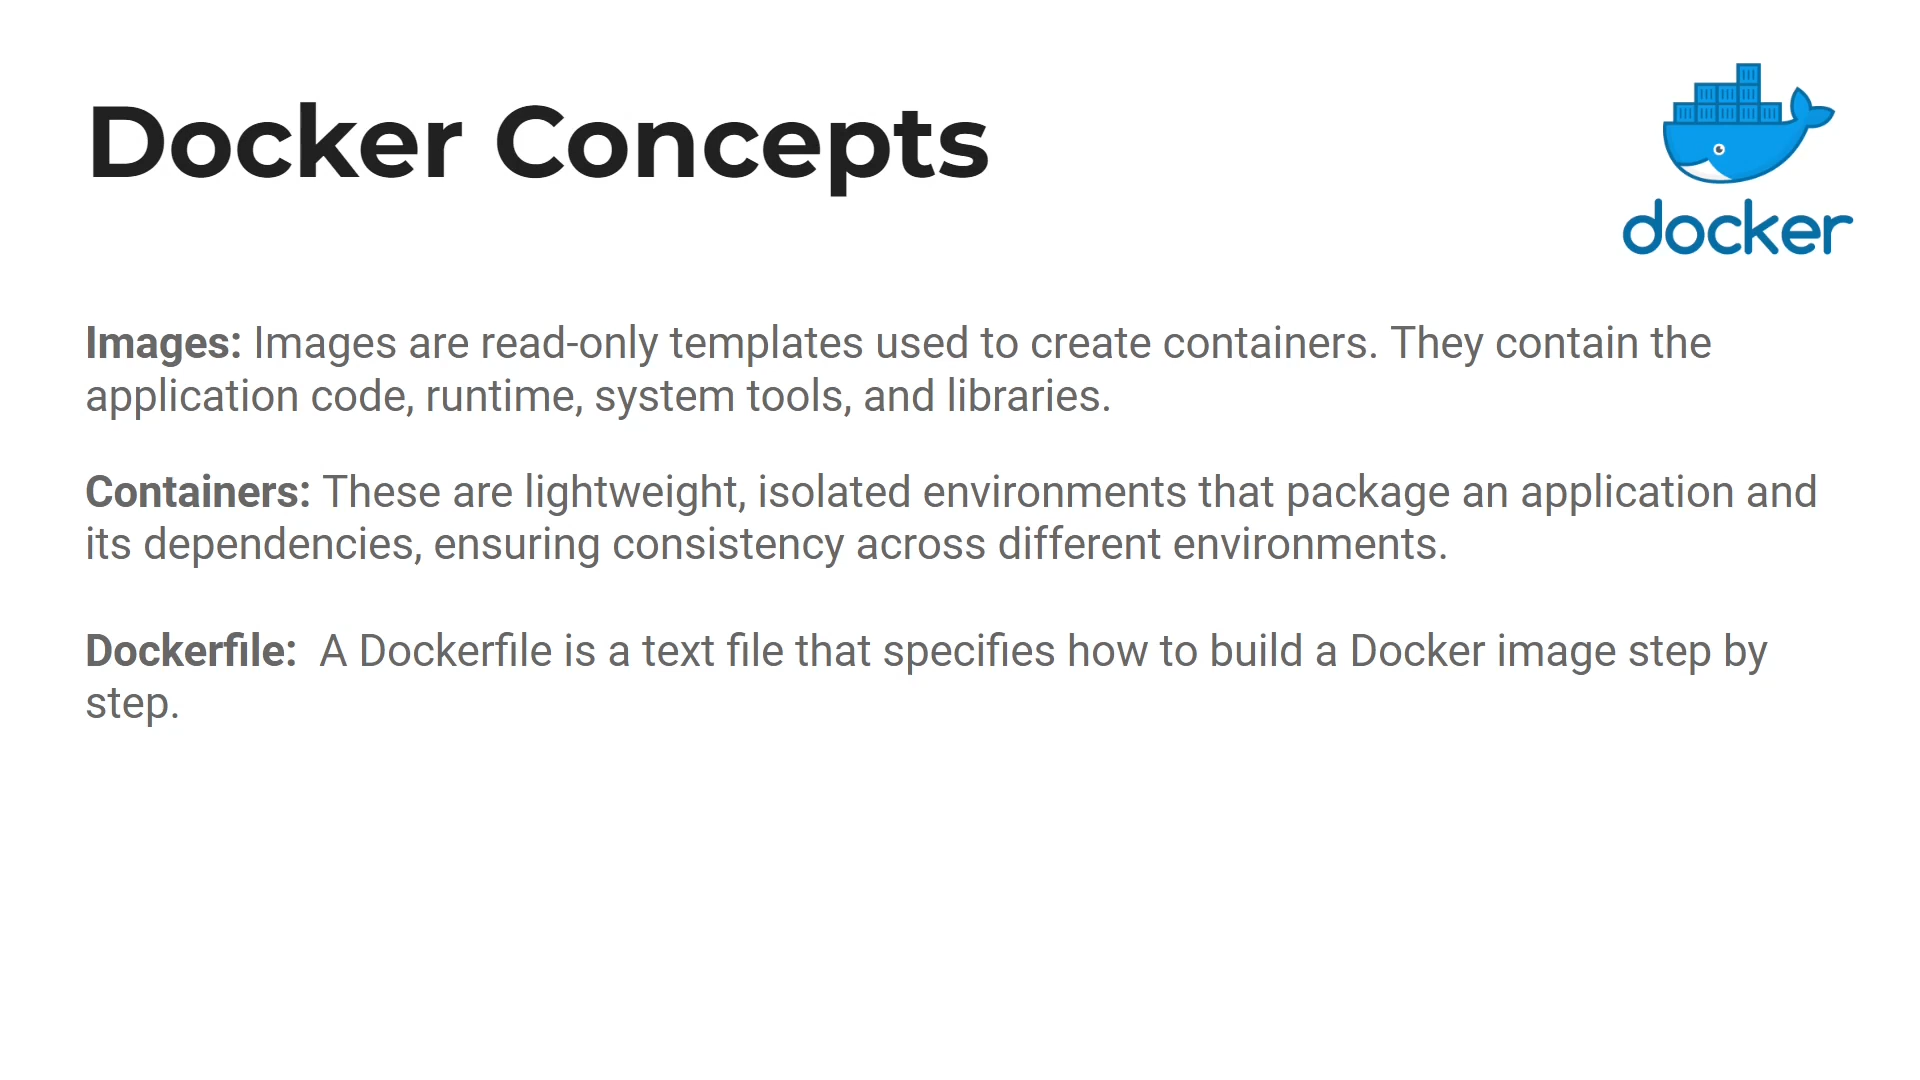 Docker Concepts
docker
Images: Images are read-only templates used to create containers. They contain the
application code, runtime, system tools, and libraries.
Containers: These are lightweight, isolated environments that package an application and
its dependencies, ensuring consistency across different environments.
Dockerfile:  A Dockerfile is a text file that specifies how to build a Docker image step by
step.